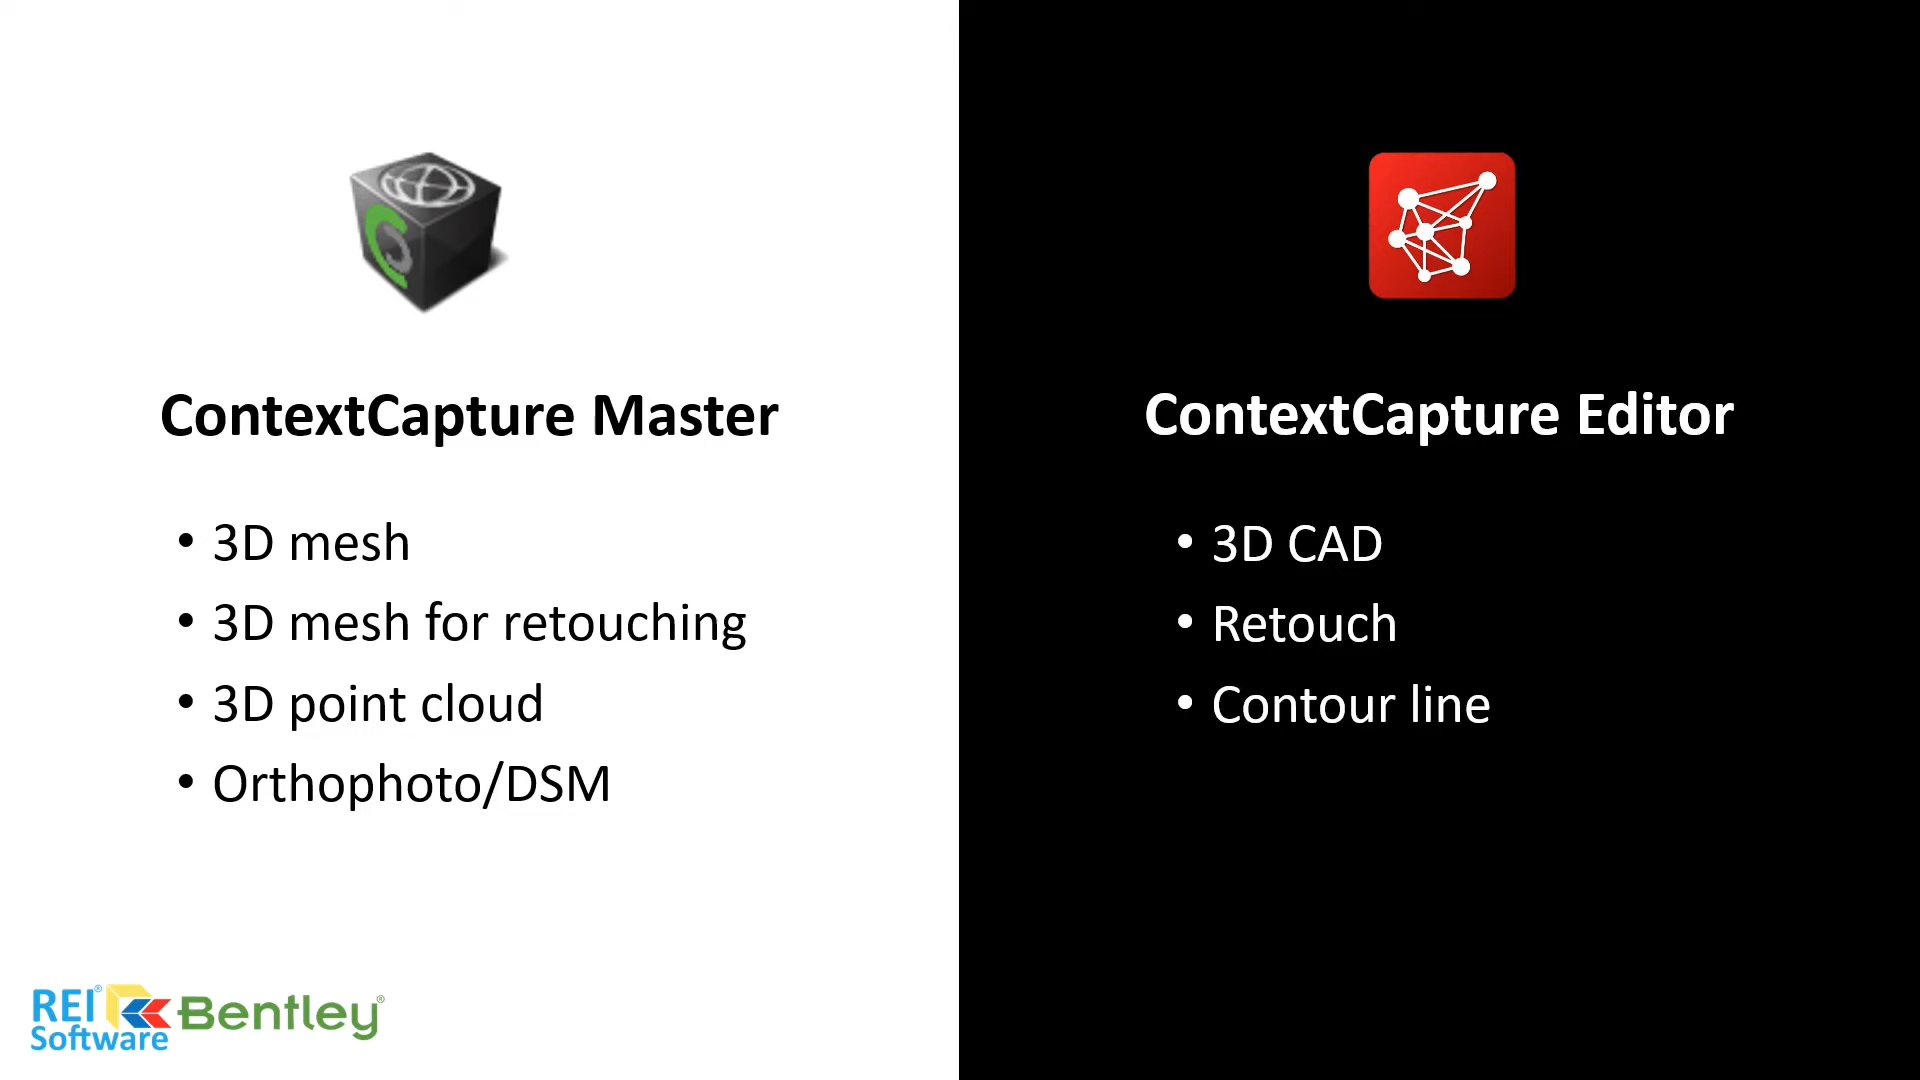 ContextCapture Master
• 3D mesh
• 3D mesh for retouching
• 3D point cloud
• Orthophoto/DSM
ContextCapture Editor
• 3D CAD
• Retouch
• Contour line
REI®
Software
Bentley®